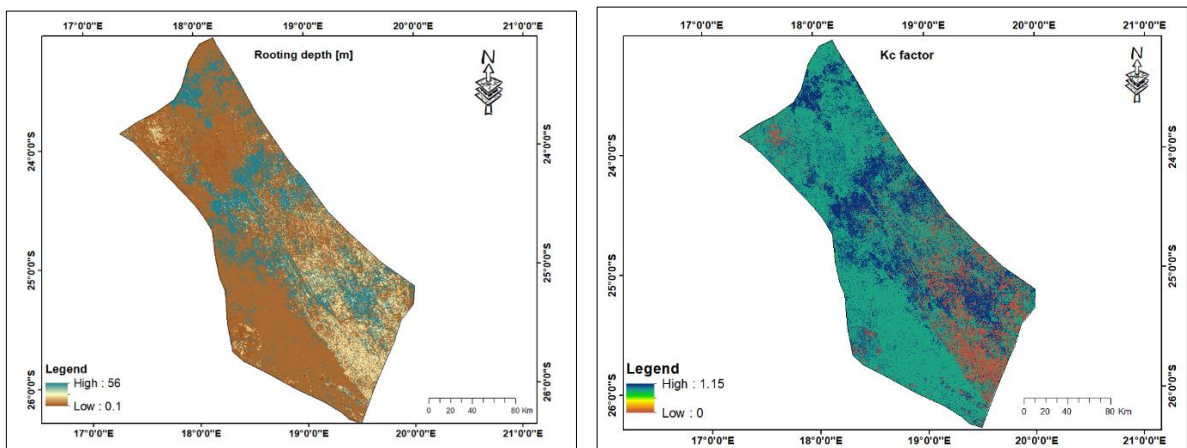 17°0'0"E 18°0'0"E 19°0'0"E 20°0'0"E 21°0'0"E
Rooting depth [m]
N
24°0'0"S 24°0'0"S
25°0'0"S 25°0'0"S
26°0'0"S 26°0'0"S
Legend
High : 56
Low : 0.1
0 20 40 80 Km
17°0'0"E 18°0'0"E 19°0'0"E 20°0'0"E 21°0'0"E
17°0'0"E 18°0'0"E 19°0'0"E 20°0'0"E 21°0'0"E
Kc factor
N
24°0'0"S 24°0'0"S
25°0'0"S 25°0'0"S
26°0'0"S 26°0'0"S
Legend
High : 1.15
Low : 0
0 20 40 80 Km
17°0'0"E 18°0'0"E 19°0'0"E 20°0'0"E 21°0'0"E